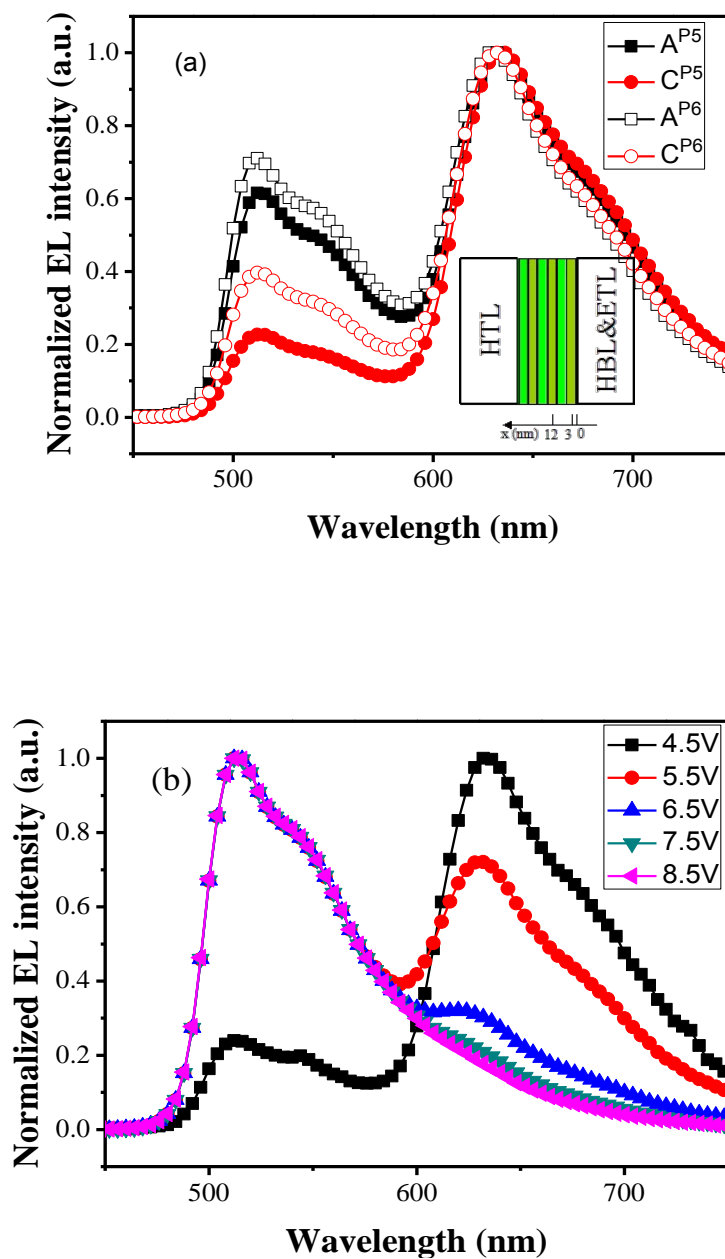 (a)
A^P5
C^P5
A^P6
C^P6
Normalized EL intensity (a.u.)
1.0
0.8
0.6
0.4
0.2
0.0
HTL
HBL&ETL
x (nm) 12 3 0
500 600 700
Wavelength (nm)
(b)
4.5V
5.5V
6.5V
7.5V
8.5V
Normalized EL intensity (a.u.)
1.0
0.8
0.6
0.4
0.2
0.0
500 600 700
Wavelength (nm)